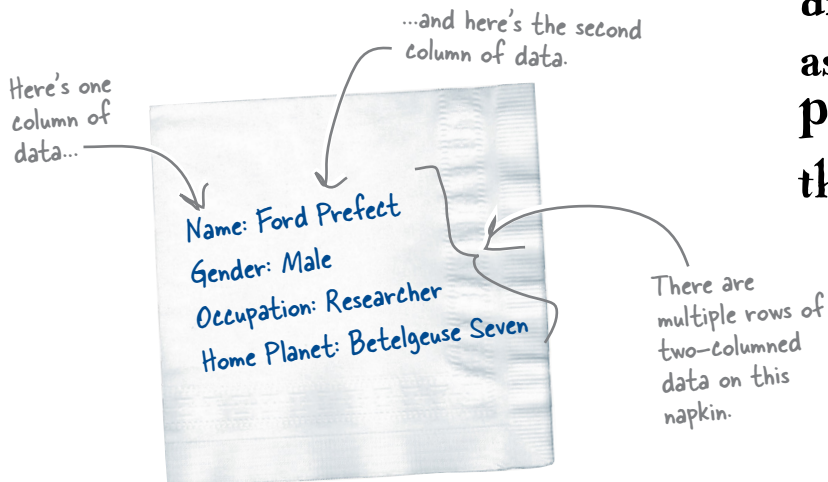 ...and here's the second
column of data.
Here's one
column of
data...
Name: Ford Prefect
Gender: Male
Occupation: Researcher
Home Planet: Betelgeuse Seven
There are
multiple rows of
two-columned
data on this
napkin.
as